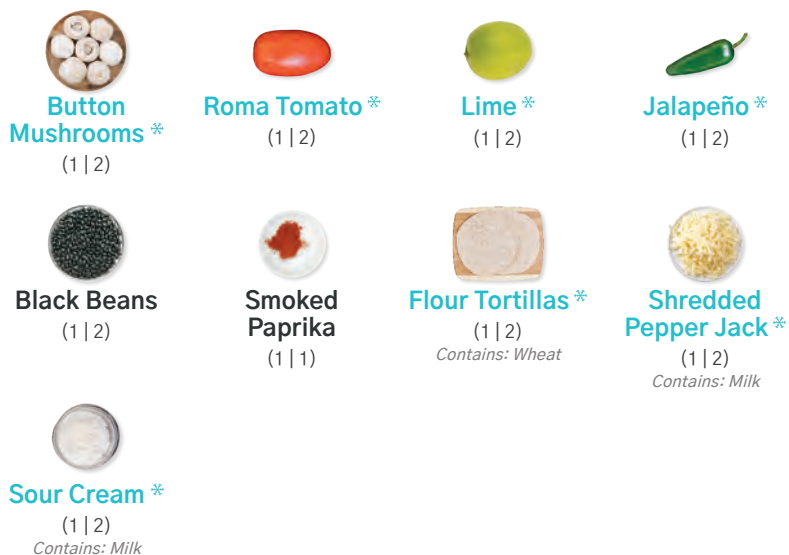 Button
Mushrooms *
(1 | 2)
Roma Tomato *
(1 | 2)
Lime *
(1 | 2)
Jalapeño *
(1 | 2)
Black Beans
(1 | 2)
Smoked
Paprika
(1 | 1)
Flour Tortillas *
(1 | 2)
Contains: Wheat
Shredded
Pepper Jack *
(1 | 2)
Contains: Milk
Sour Cream *
(1 | 2)
Contains: Milk